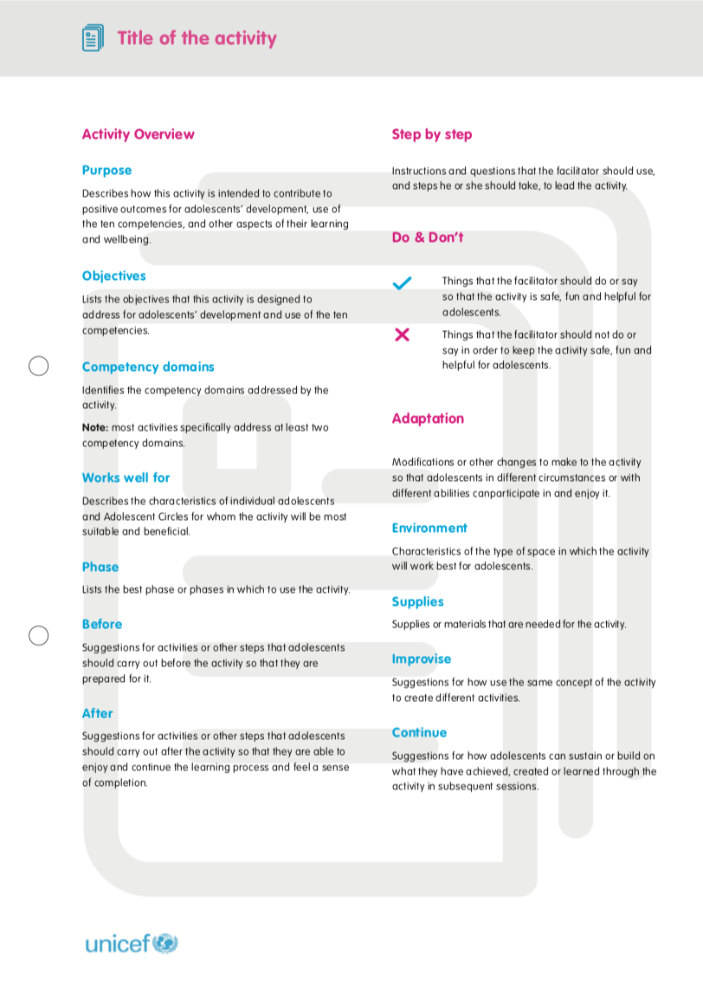 Title of the activity
Activity Overview
Purpose
Describes how this activity is intended to contribute to
positive outcomes for adolescents' development, use of
the ten competencies, and other aspects of their learning
and wellbeing.
Objectives
Lists the objectives that this activity is designed to
address for adolescents' development and use of the ten
competencies.
Competency domains
Identifies the competency domains addressed by the
activity.
Note: most activities specifically address at least two
competency domains.
Works well for
Describes the characteristics of individual adolescents
and Adolescent Circles for whom the activity will be most
suitable and beneficial.
Phase
Lists the best phase or phases in which to use the activity.
Before
Suggestions for activities or other steps that adolescents
should carry out before the activity so that they are
prepared for it.
After
Suggestions for activities or other steps that adolescents
should carry out after the activity so that they are able to
enjoy and continue the learning process and feel a sense
of completion.
Step by step
Instructions and questions that the facilitator should use,
and steps he or she should take, to lead the activity.
Do & Don't
Things that the facilitator should do or say
so that the activity is safe, fun and helpful for
adolescents.
Things that the facilitator should not do or
say in order to keep the activity safe, fun and
helpful for adolescents.
Adaptation
Modifications or other changes to make to the activity
so that adolescents in different circumstances or with
different abilities canparticipate in and enjoy it.
Environment
Characteristics of the type of space in which the activity
will work best for adolescents.
Supplies
Supplies or materials that are needed for the activity.
Improvise
Suggestions for how use the same concept of the activity
to create different activities.
Continue
Suggestions for how adolescents can sustain or build on
what they have achieved, created or learned through the
activity in subsequent sessions.
unicef